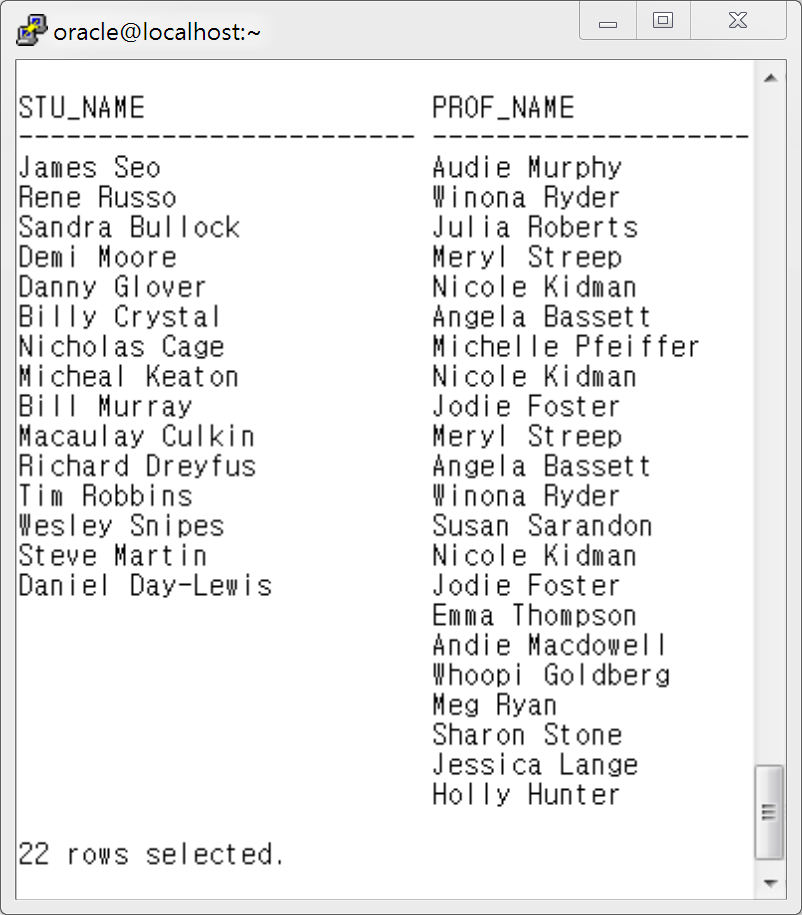 oracle@localhost:~
STU_NAME PROF_NAME
------------------------- --------------------
James Seo Audie Murphy
Rene Russo Winona Ryder
Sandra Bullock Julia Roberts
Demi Moore Meryl Streep
Danny Glover Nicole Kidman
Billy Crystal Angela Bassett
Nicholas Cage Michelle Pfeiffer
Micheal Keaton Nicole Kidman
Bill Murray Jodie Foster
Macaulay Culkin Meryl Streep
Richard Dreyfus Angela Bassett
Tim Robbins Winona Ryder
Wesley Snipes Susan Sarandon
Steve Martin Nicole Kidman
Daniel Day-Lewis Jodie Foster
Emma Thompson
Andie Macdowell
Whoopi Goldberg
Meg Ryan
Sharon Stone
Jessica Lange
Holly Hunter
22 rows selected.